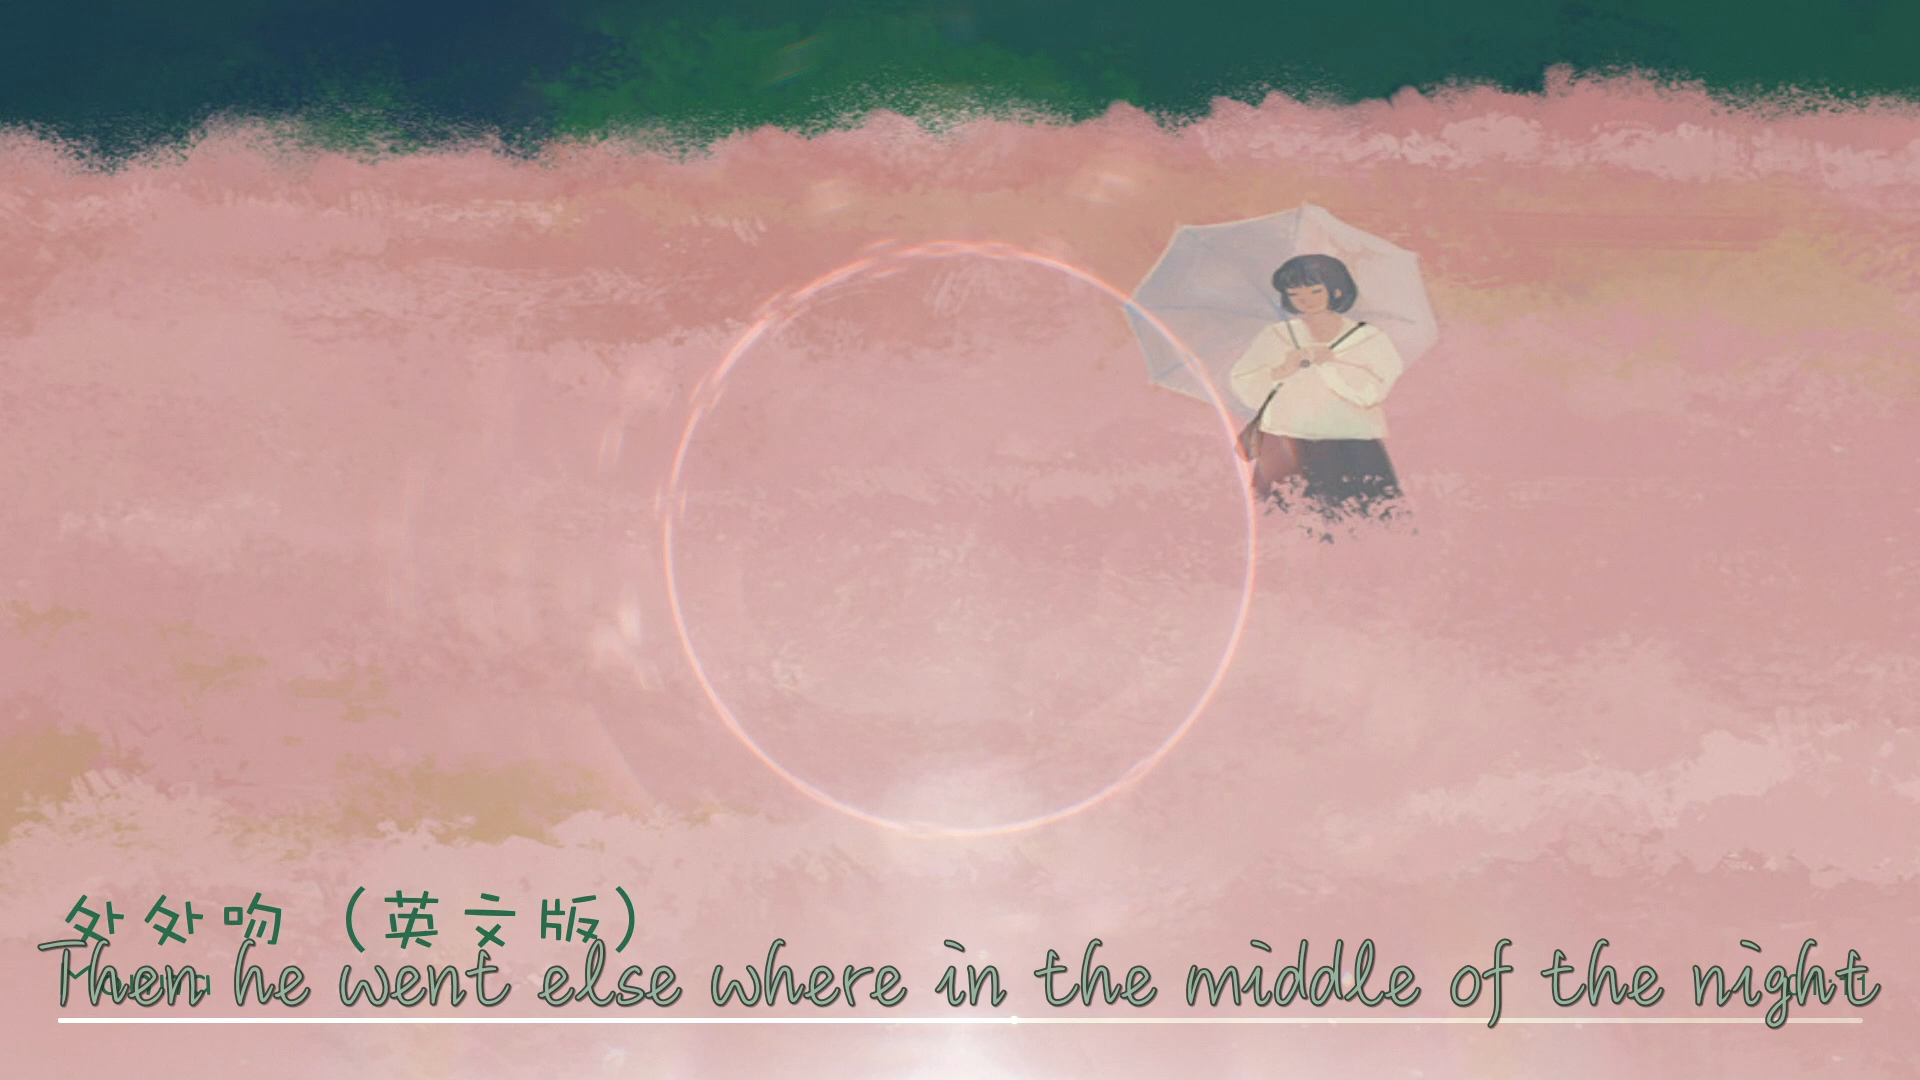 处处吻（英文版）
Then he went else where in the middle of the night